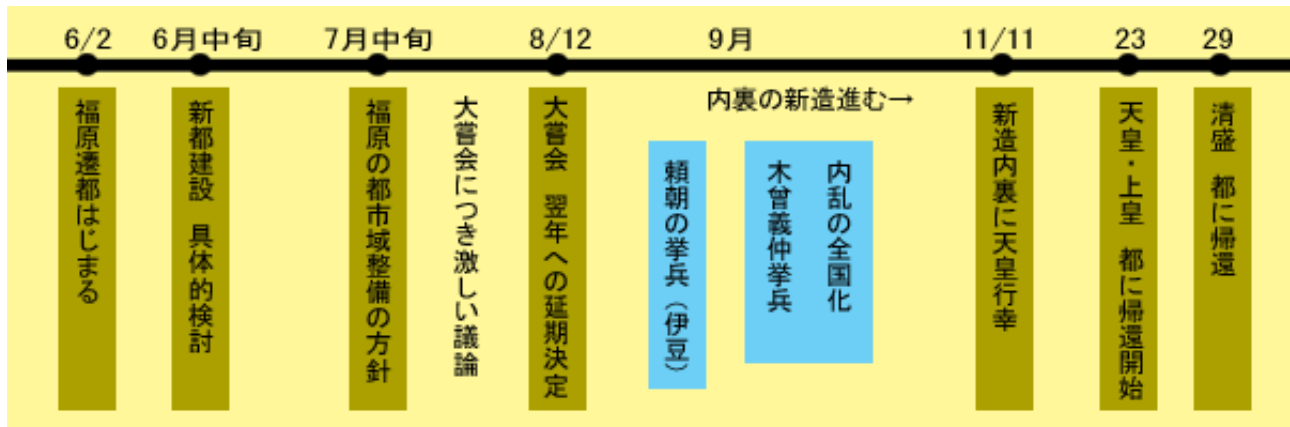 6/2
6月中旬
7月中旬
8/12
9月
11/11
23
29
福原遷都はじまる
新都建設　具体的検討
福原の都市域整備の方針
大嘗会につき激しい議論
大嘗会　翌年への延期決定
内裏の新造進む→
頼朝の挙兵（伊豆）
木曾義仲挙兵
内乱の全国化
新造内裏に天皇行幸
天皇・上皇　都に帰還開始
清盛　都に帰還